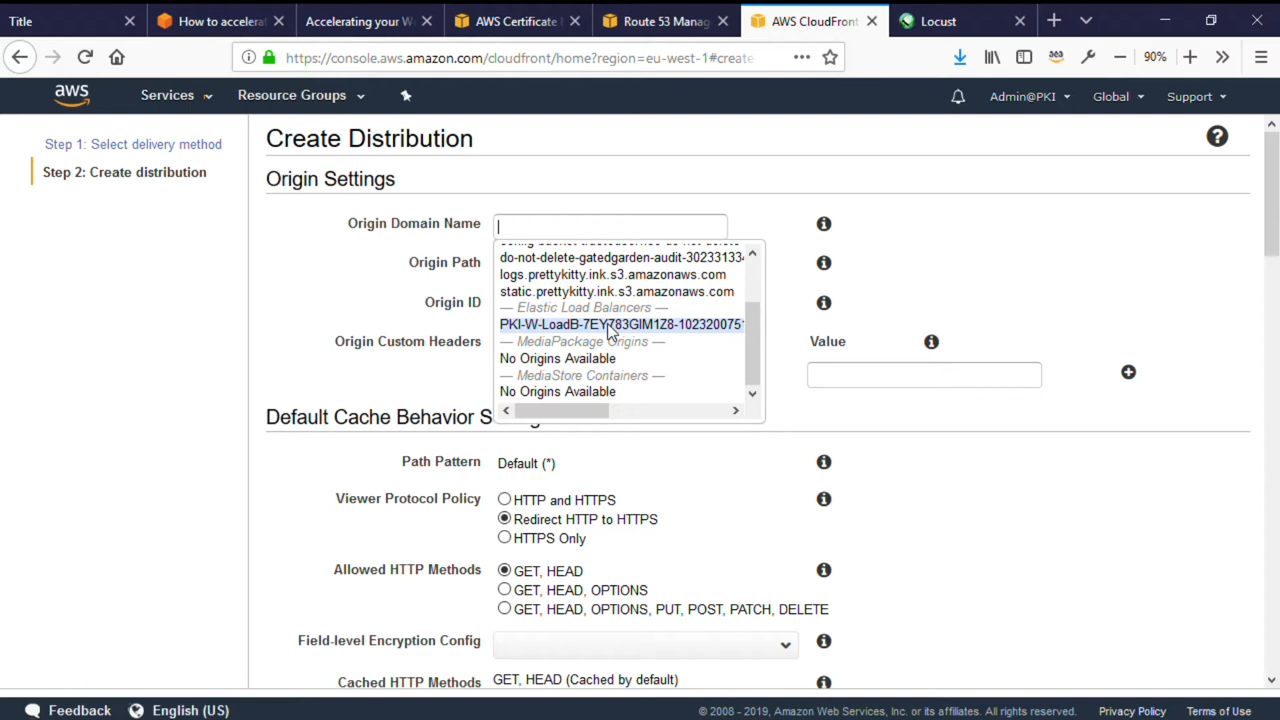 Title
How to accelerat
Accelerating your W
AWS Certificate
Route 53 Manag
AWS CloudFront
Locust
https://console.aws.amazon.com/cloudfront/home?region=eu-west-1#create
90%
aws
Services
Resource Groups
Admin@PKI
Global
Support
Step 1: Select delivery method
Step 2: Create distribution
Create Distribution
Origin Settings
Origin Domain Name
do-not-delete-gatedgarden-audit-302331334
Origin Path
logs.prettykitty.ink.s3.amazonaws.com
static.prettykitty.ink.s3.amazonaws.com
Origin ID
— Elastic Load Balancers —
PKI-W-LoadB-7EY783GIM1Z8-1023200751
Origin Custom Headers
— MediaPackage Origins —
Value
No Origins Available
— MediaStore Containers —
No Origins Available
Default Cache Behavior S
Path Pattern
Default (*)
Viewer Protocol Policy
HTTP and HTTPS
Redirect HTTP to HTTPS
HTTPS Only
Allowed HTTP Methods
GET, HEAD
GET, HEAD, OPTIONS
GET, HEAD, OPTIONS, PUT, POST, PATCH, DELETE
Field-level Encryption Config
Cached HTTP Methods
GET, HEAD (Cached by default)
Feedback
English (US)
© 2008 - 2019, Amazon Web Services, Inc. or its affiliates. All rights reserved.
Privacy Policy
Terms of Use